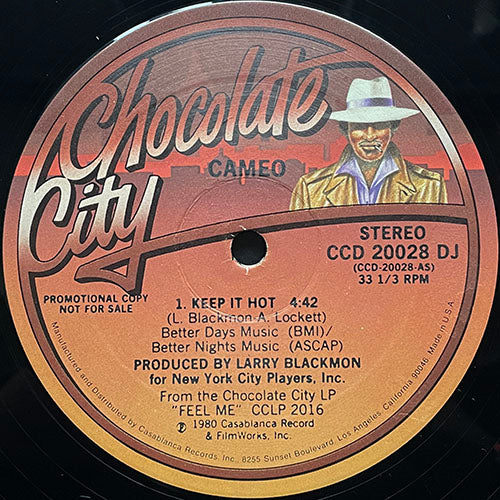 Chocolate
City
CAMEO
STEREO
CCD 20028 DJ
(CCD-20028-AS)
33 1/3 RPM
PROMOTIONAL COPY
NOT FOR SALE
1. KEEP IT HOT 4:42
(L. Blackmon-A. Lockett)
Better Days Music (BMI)/
Better Nights Music (ASCAP)
PRODUCED BY LARRY BLACKMON
for New York City Players, Inc.
From the Chocolate City LP
"FEEL ME" CCLP 2016
℗ 1980 Casablanca Record
& FilmWorks, Inc.
Manufactured and Distributed by Casablanca Records, Inc., 8255 Sunset Boulevard, Los Angeles, California 90046. Made in U.S.A.